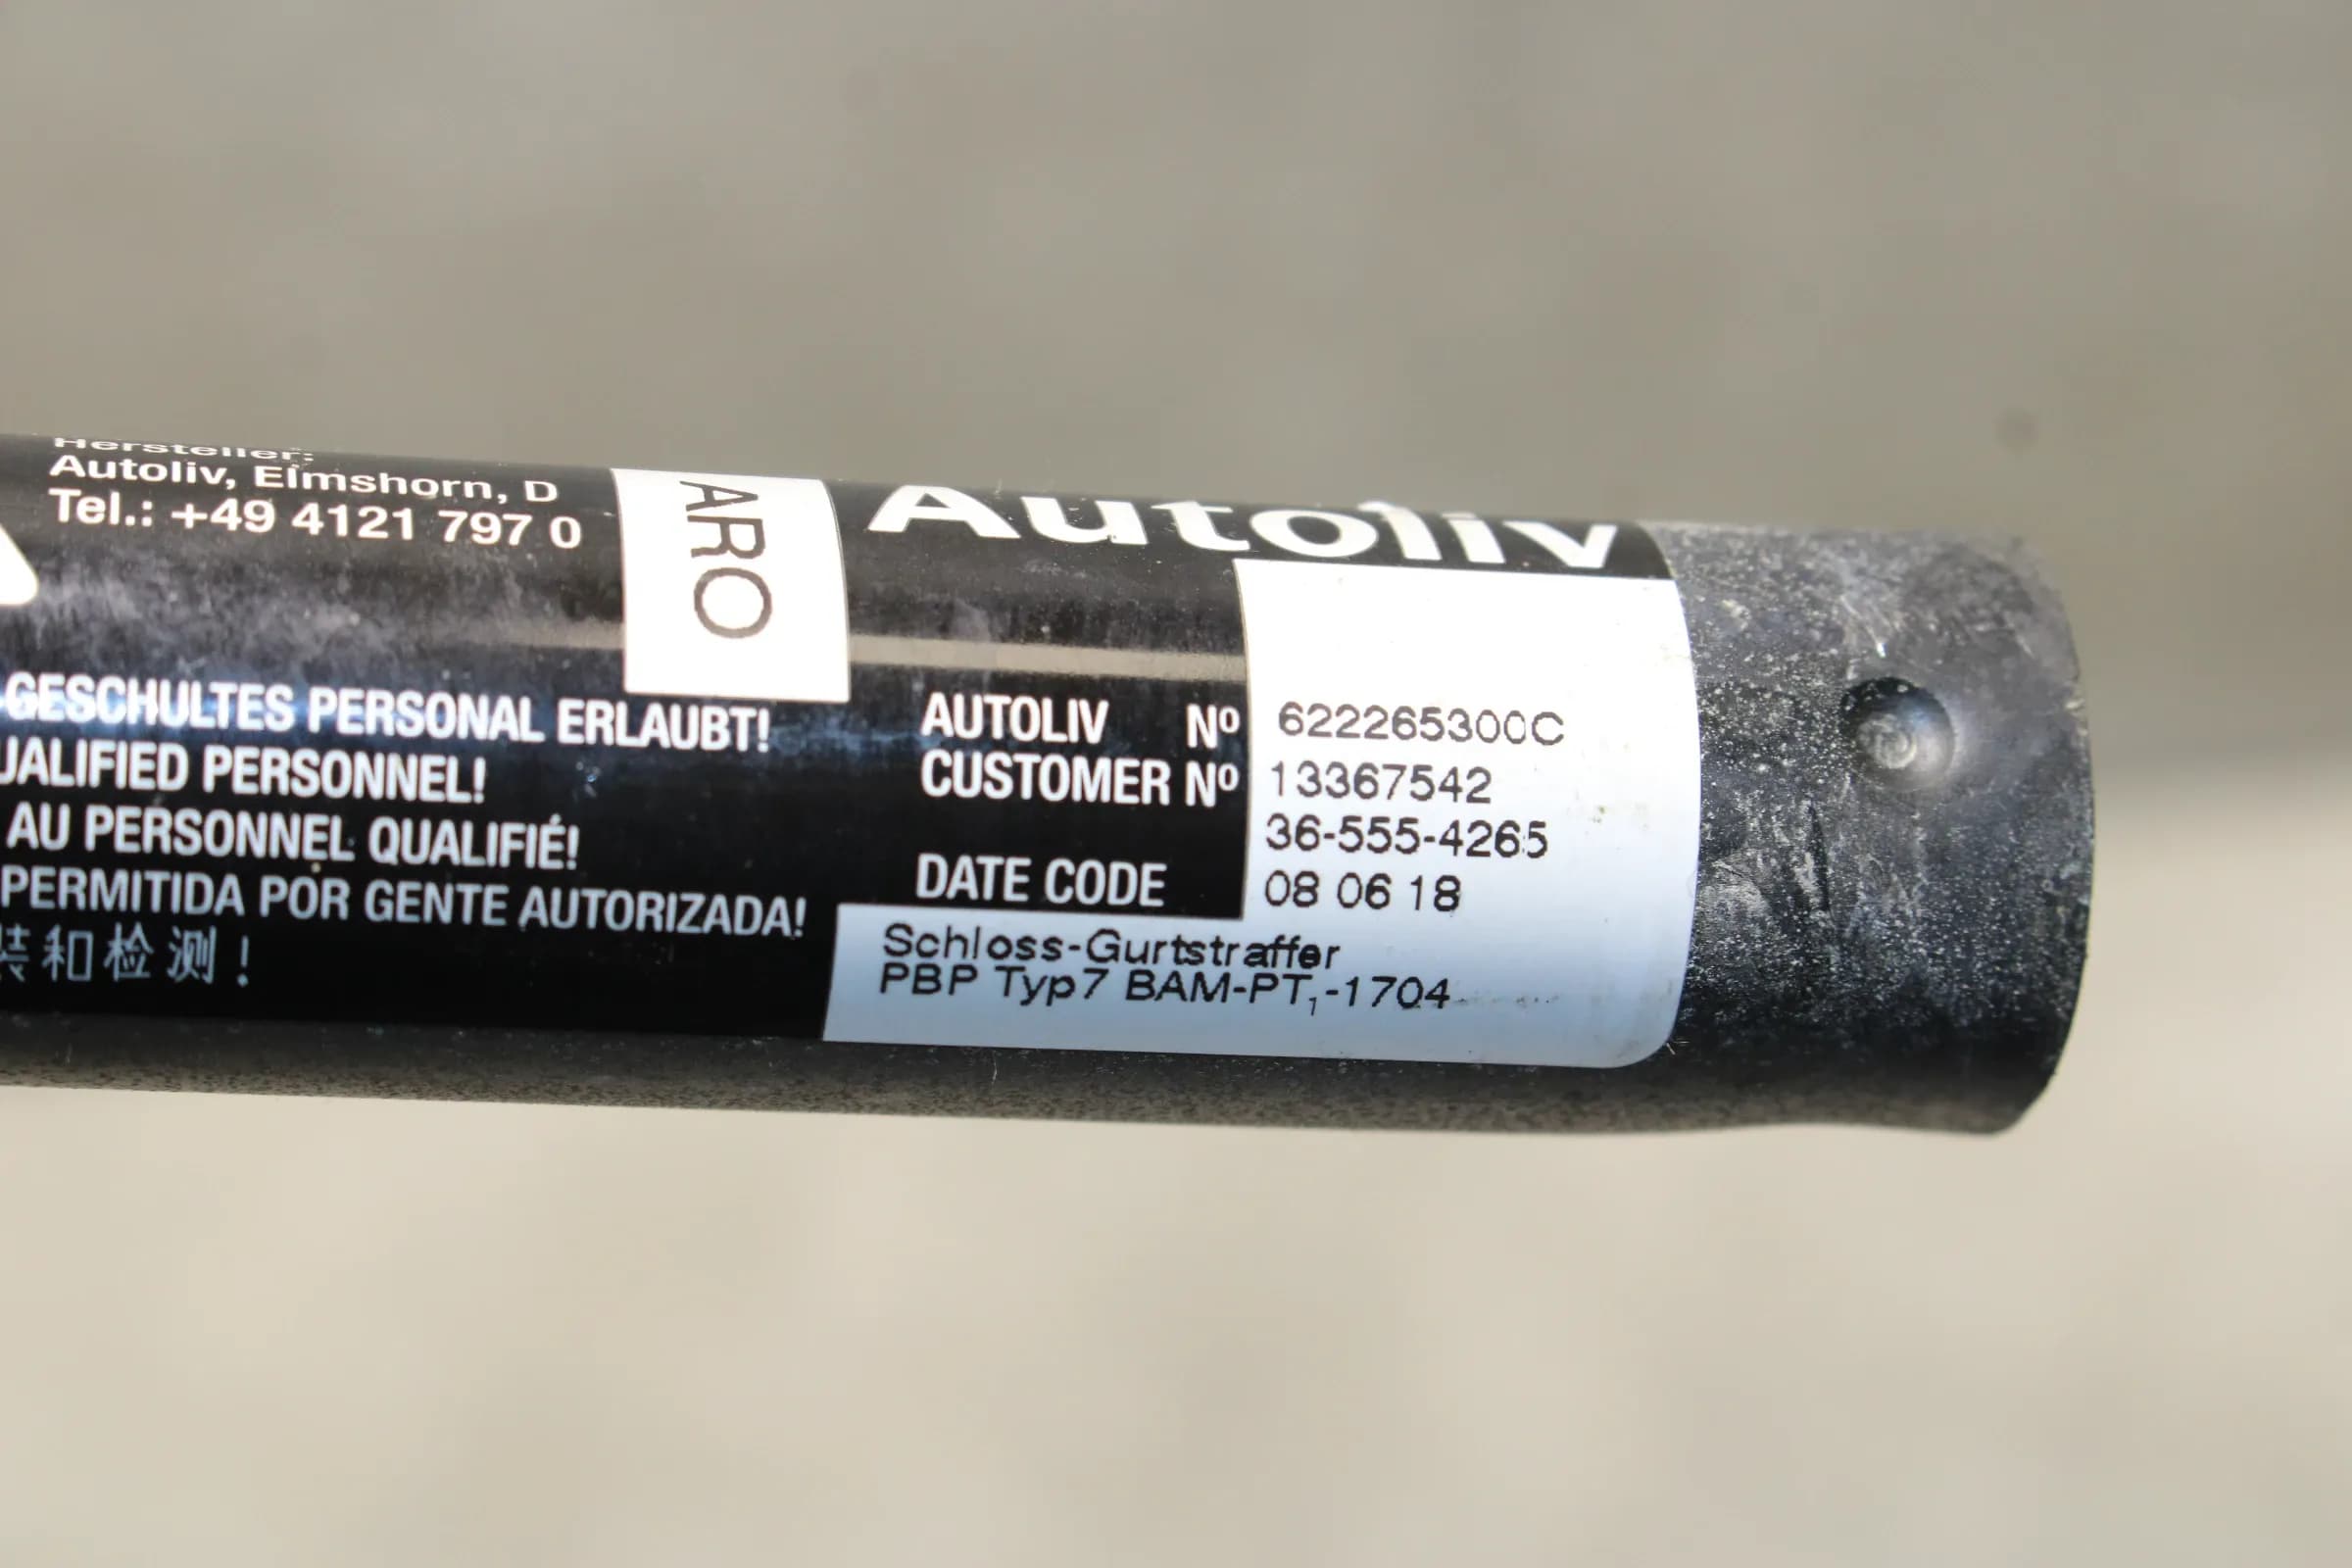 Hersteller:
Autoliv, Elmshorn, D
Tel.: +49 4121 797 0
ARO
Autoliv
GESCHULTES PERSONAL ERLAUBT!
UALIFIED PERSONNEL!
AU PERSONNEL QUALIFIÉ!
PERMITIDA POR GENTE AUTORIZADA!
装和检测!
AUTOLIV Nº 622265300C
CUSTOMER Nº 13367542
36-555-4265
DATE CODE 08 06 18
Schloss-Gurtstraffer
PBP Typ7 BAM-PT₁-1704